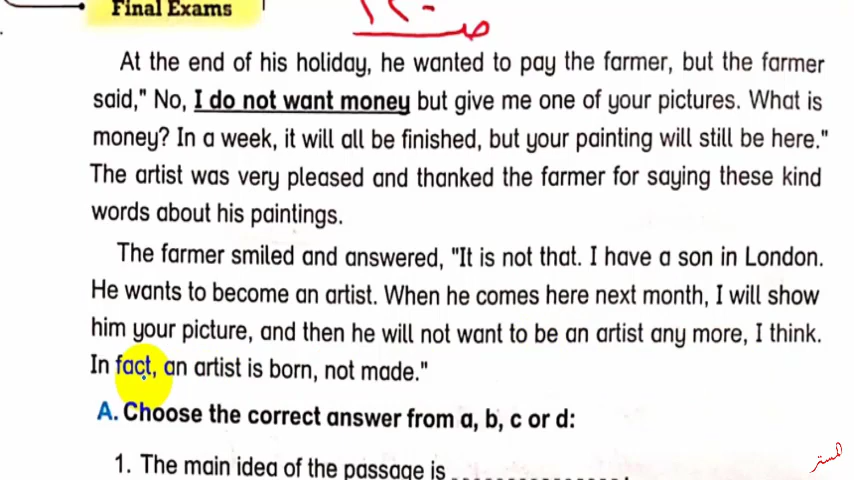 Final Exams
ص ١٢٠
At the end of his holiday, he wanted to pay the farmer, but the farmer
said," No, I do not want money but give me one of your pictures. What is
money? In a week, it will all be finished, but your painting will still be here."
The artist was very pleased and thanked the farmer for saying these kind
words about his paintings.
The farmer smiled and answered, "It is not that. I have a son in London.
He wants to become an artist. When he comes here next month, I will show
him your picture, and then he will not want to be an artist any more, I think.
In fact, an artist is born, not made."
A. Choose the correct answer from a, b, c or d:
1. The main idea of the passage is ................. .
المستر